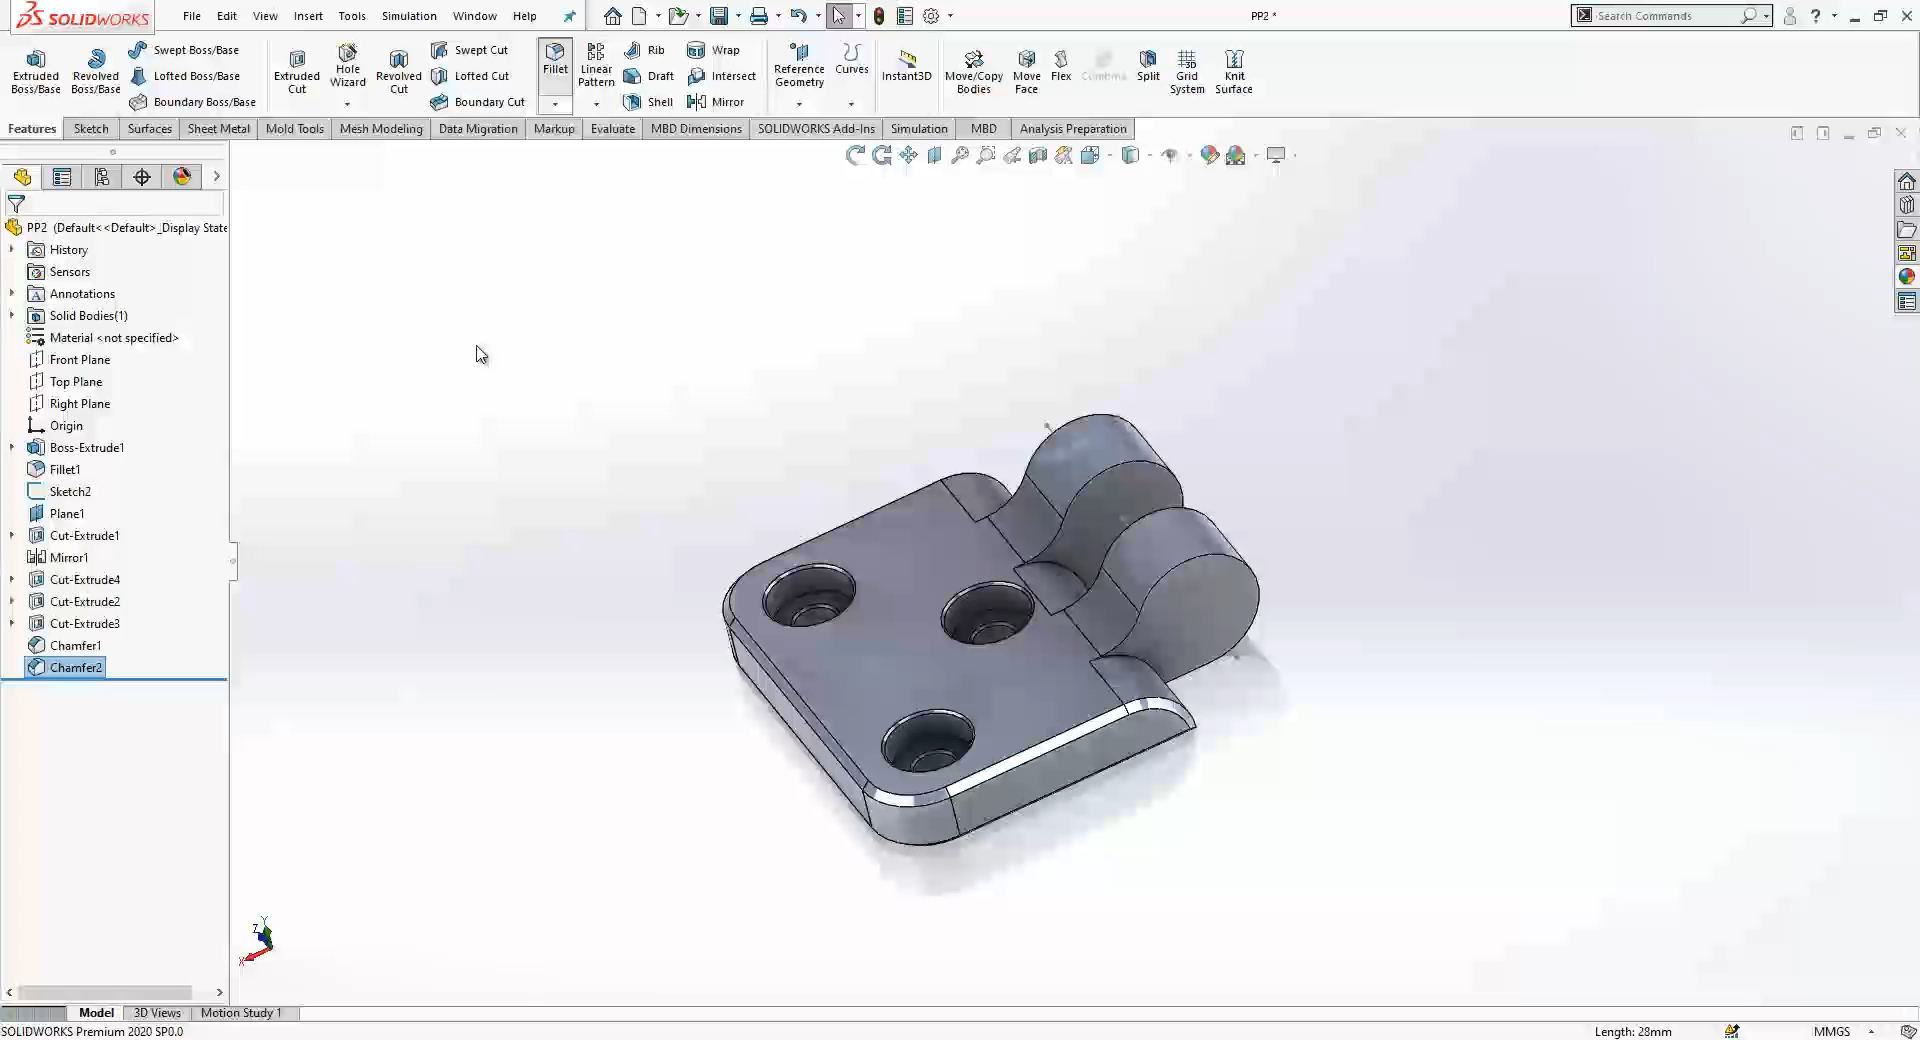 SOLIDWORKS
File Edit View Insert Tools Simulation Window Help
PP2 *
Search Commands
Extruded Boss/Base
Revolved Boss/Base
Swept Boss/Base
Lofted Boss/Base
Boundary Boss/Base
Extruded Cut
Hole Wizard
Revolved Cut
Swept Cut
Lofted Cut
Boundary Cut
Fillet
Linear Pattern
Rib
Draft
Shell
Wrap
Intersect
Mirror
Reference Geometry
Curves
Instant3D
Move/Copy Bodies
Move Face
Flex
Combine
Split
Grid System
Knit Surface
Features Sketch Surfaces Sheet Metal Mold Tools Mesh Modeling Data Migration Markup Evaluate MBD Dimensions SOLIDWORKS Add-Ins Simulation MBD Analysis Preparation
PP2 (Default<<Default>_Display State
History
Sensors
Annotations
Solid Bodies(1)
Material <not specified>
Front Plane
Top Plane
Right Plane
Origin
Boss-Extrude1
Fillet1
Sketch2
Plane1
Cut-Extrude1
Mirror1
Cut-Extrude4
Cut-Extrude2
Cut-Extrude3
Chamfer1
Chamfer2
Y
Z
X
Model 3D Views Motion Study 1
SOLIDWORKS Premium 2020 SP0.0
Length: 28mm
MMGS